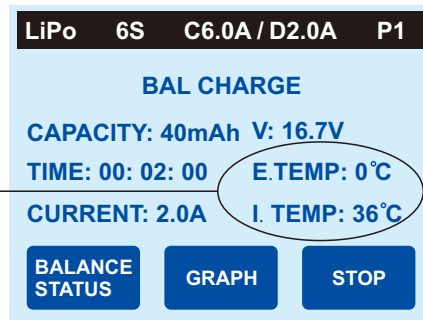 LiPo 6S C6.0A / D2.0A P1
BAL CHARGE
CAPACITY: 40mAh V: 16.7V
TIME: 00: 02: 00 E.TEMP: 0℃
CURRENT: 2.0A I. TEMP: 36℃
BALANCE
STATUS
GRAPH
STOP